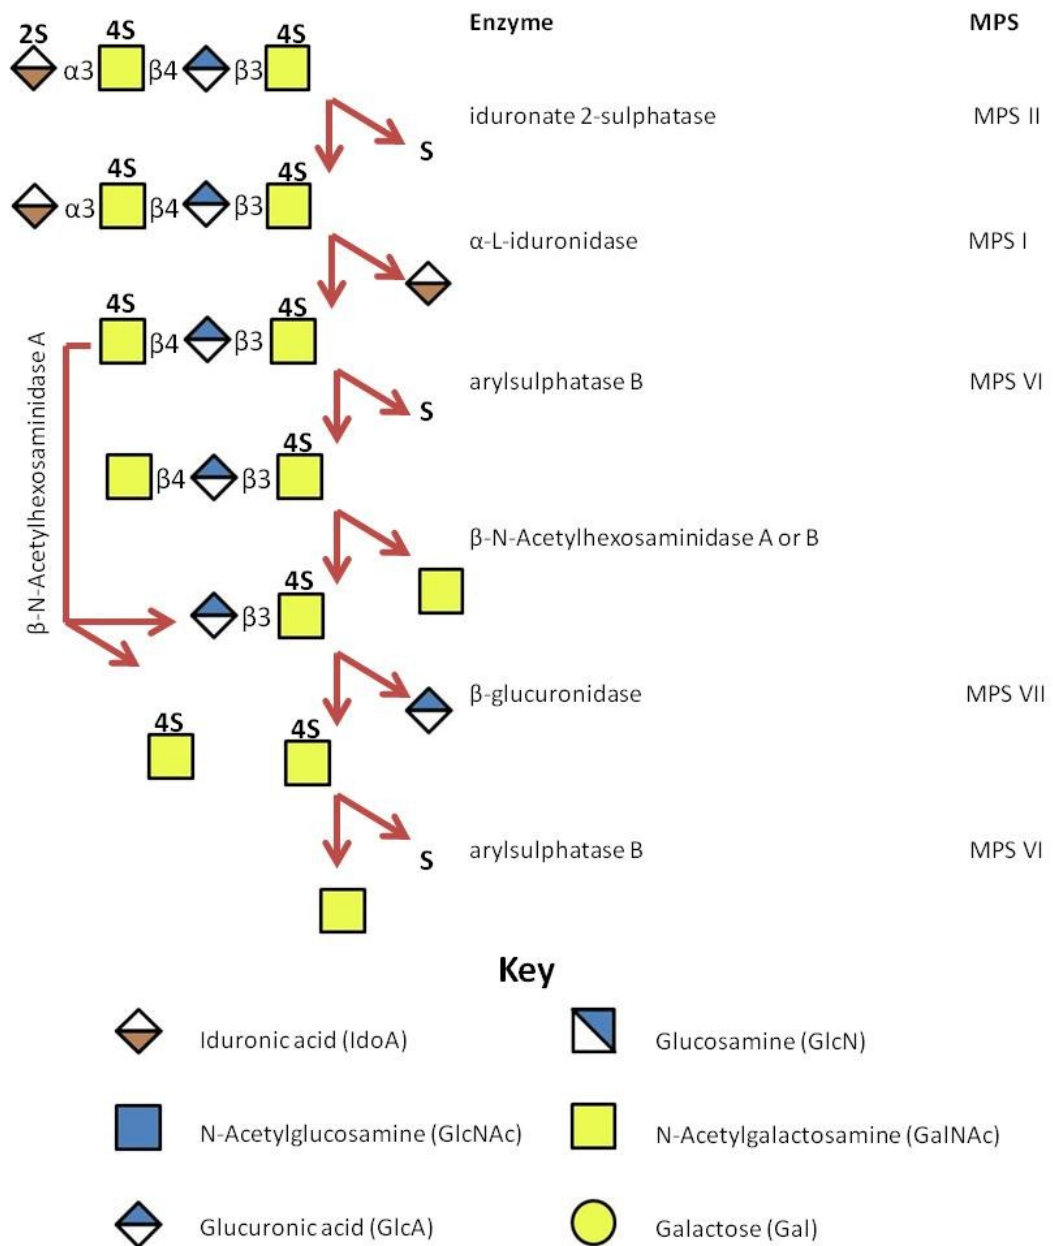 Enzyme MPS
2S 4S 4S
α3 β4 β3
iduronate 2-sulphatase MPS II
S
4S 4S
α3 β4 β3
α-L-iduronidase MPS I
4S 4S
β4 β3
β-N-Acetylhexosaminidase A
arylsulphatase B MPS VI
S
4S
β4 β3
β-N-Acetylhexosaminidase A or B
4S
β3
β-glucuronidase MPS VII
4S 4S
arylsulphatase B MPS VI
S
Key
Iduronic acid (IdoA) Glucosamine (GlcN)
N-Acetylglucosamine (GlcNAc) N-Acetylgalactosamine (GalNAc)
Glucuronic acid (GlcA) Galactose (Gal)